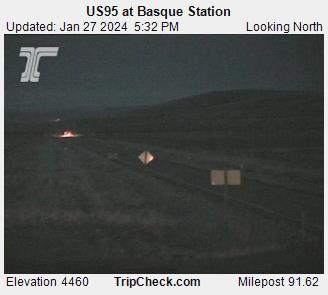 US95 at Basque Station
Updated: Jan 27 2024  5:32 PM
Looking North
Elevation 4460
TripCheck.com
Milepost 91.62